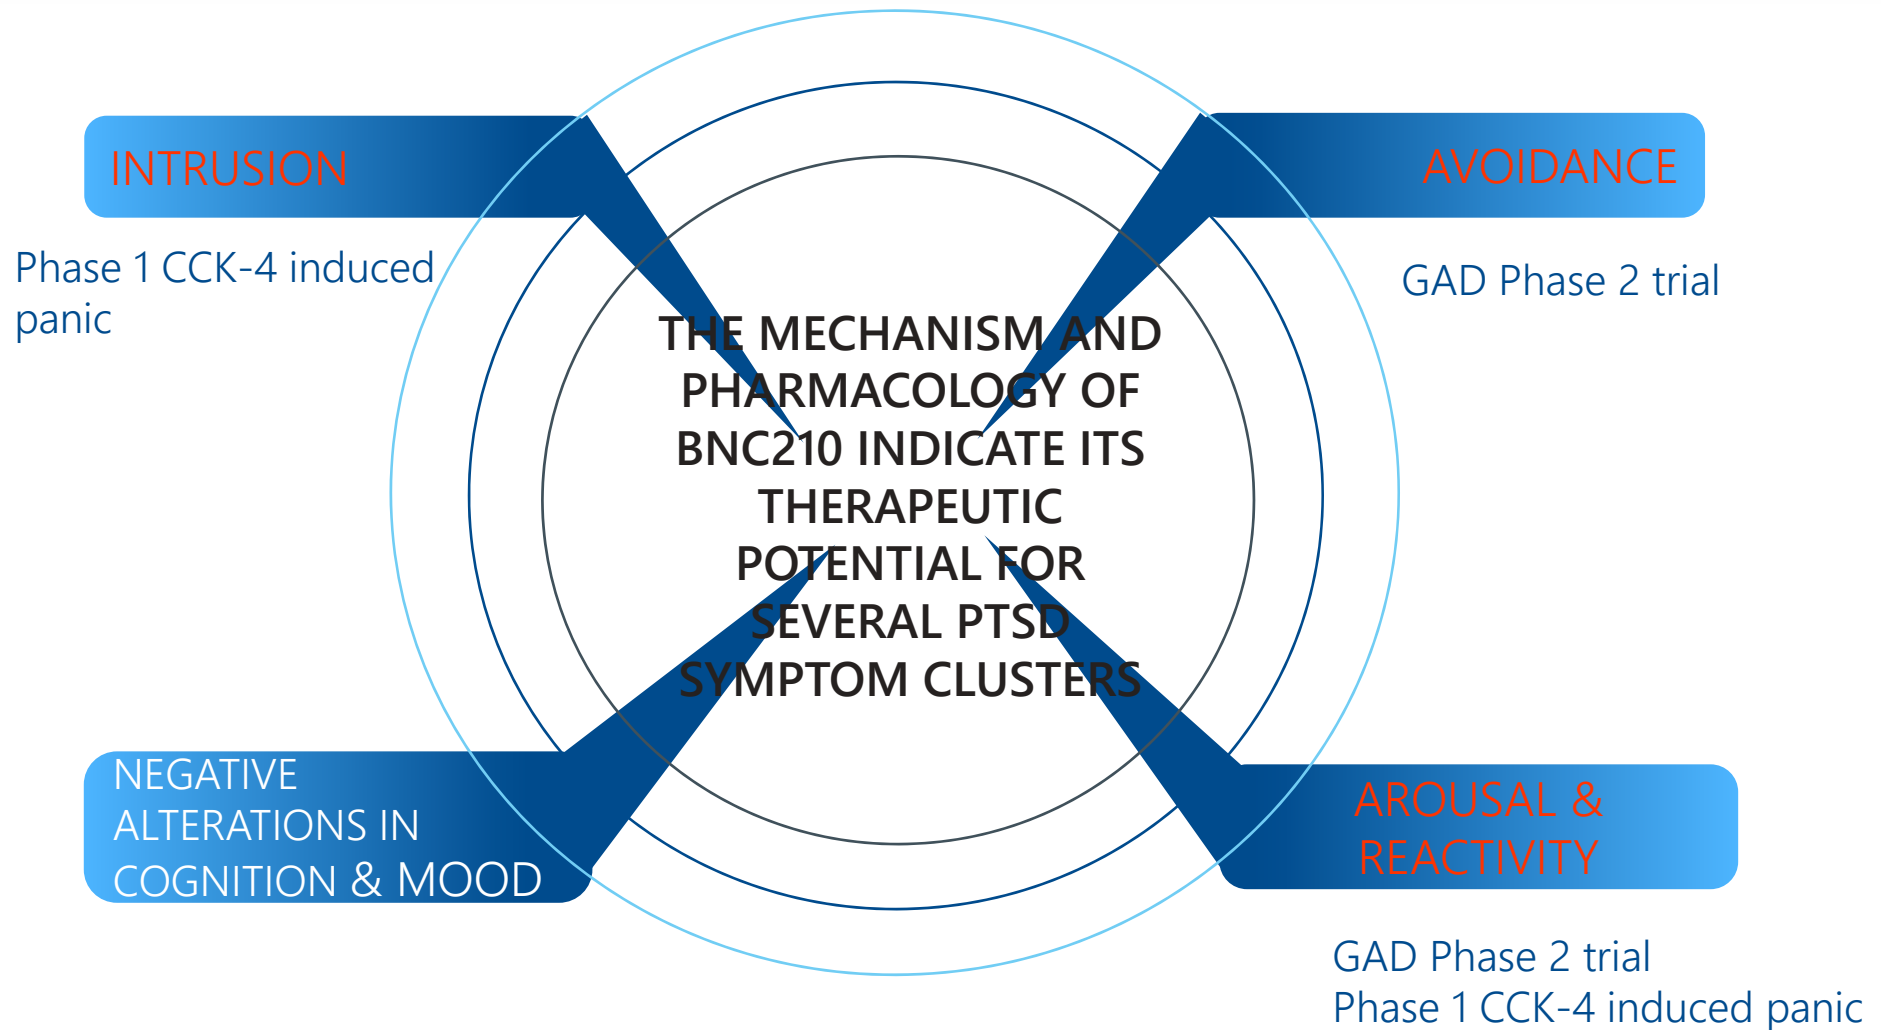 INTRUSION
Phase 1 CCK-4 induced
panic
AVOIDANCE
GAD Phase 2 trial
THE MECHANISM AND
PHARMACOLOGY OF
BNC210 INDICATE ITS
THERAPEUTIC
POTENTIAL FOR
SEVERAL PTSD
SYMPTOM CLUSTERS
NEGATIVE
ALTERATIONS IN
COGNITION & MOOD
AROUSAL &
REACTIVITY
GAD Phase 2 trial
Phase 1 CCK-4 induced panic